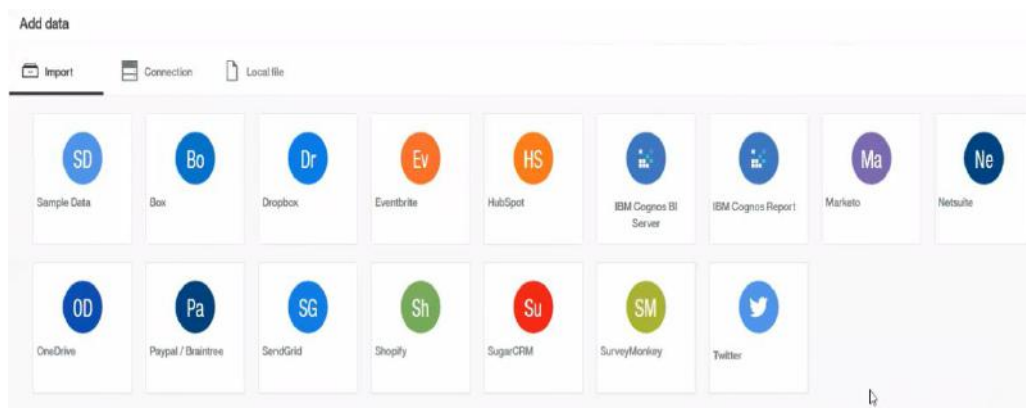 Add data
Import Connection Local file
SD Bo Dr Ev HS Ma Ne
Sample Data Box Dropbox Eventbrite HubSpot IBM Cognos BI Server IBM Cognos Report Marketo Netsuite
OD Pa SG Sh Su SM
OneDrive Paypal / Braintree SendGrid Shopify SugarCRM SurveyMonkey Twitter